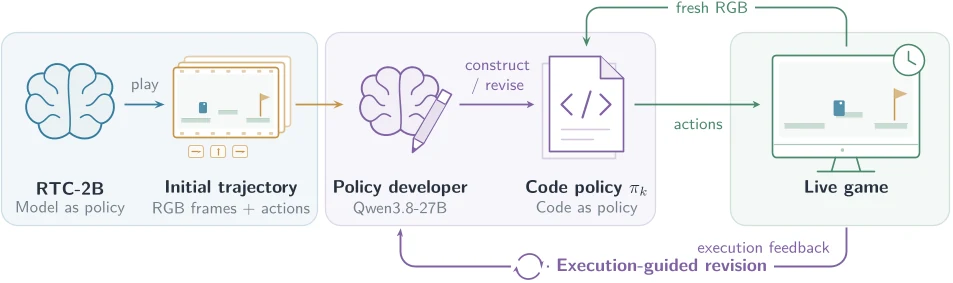 fresh RGB
play
construct
/ revise
actions
RTC-2B
Model as policy
Initial trajectory
RGB frames + actions
Policy developer
Qwen3.8-27B
Code policy πk
Code as policy
Live game
execution feedback
Execution-guided revision